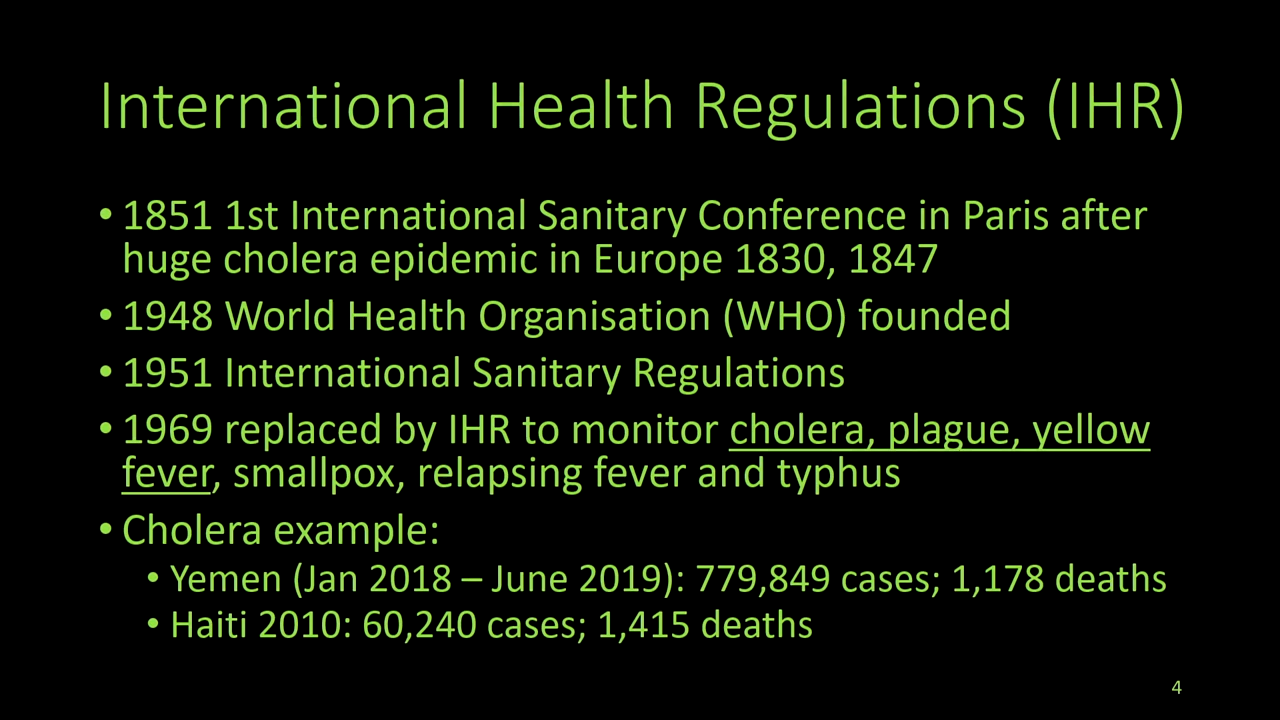 International Health Regulations (IHR)
• 1851 1st International Sanitary Conference in Paris after
huge cholera epidemic in Europe 1830, 1847
• 1948 World Health Organisation (WHO) founded
• 1951 International Sanitary Regulations
• 1969 replaced by IHR to monitor cholera, plague, yellow
fever, smallpox, relapsing fever and typhus
• Cholera example:
• Yemen (Jan 2018 – June 2019): 779,849 cases; 1,178 deaths
• Haiti 2010: 60,240 cases; 1,415 deaths
4